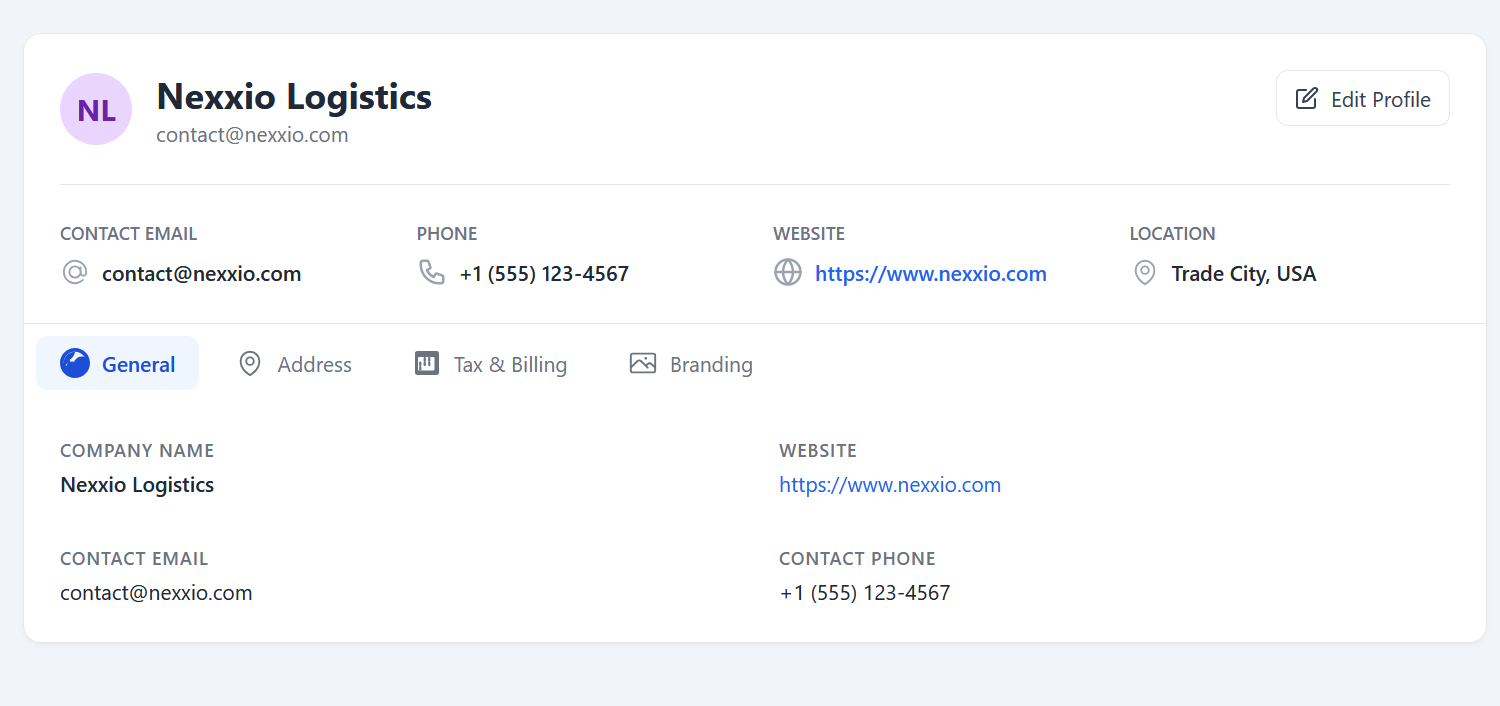 NL
Nexxio Logistics
contact@nexxio.com
Edit Profile
CONTACT EMAIL
contact@nexxio.com
PHONE
+1 (555) 123-4567
WEBSITE
https://www.nexxio.com
LOCATION
Trade City, USA
General
Address
Tax & Billing
Branding
COMPANY NAME
Nexxio Logistics
WEBSITE
https://www.nexxio.com
CONTACT EMAIL
contact@nexxio.com
CONTACT PHONE
+1 (555) 123-4567